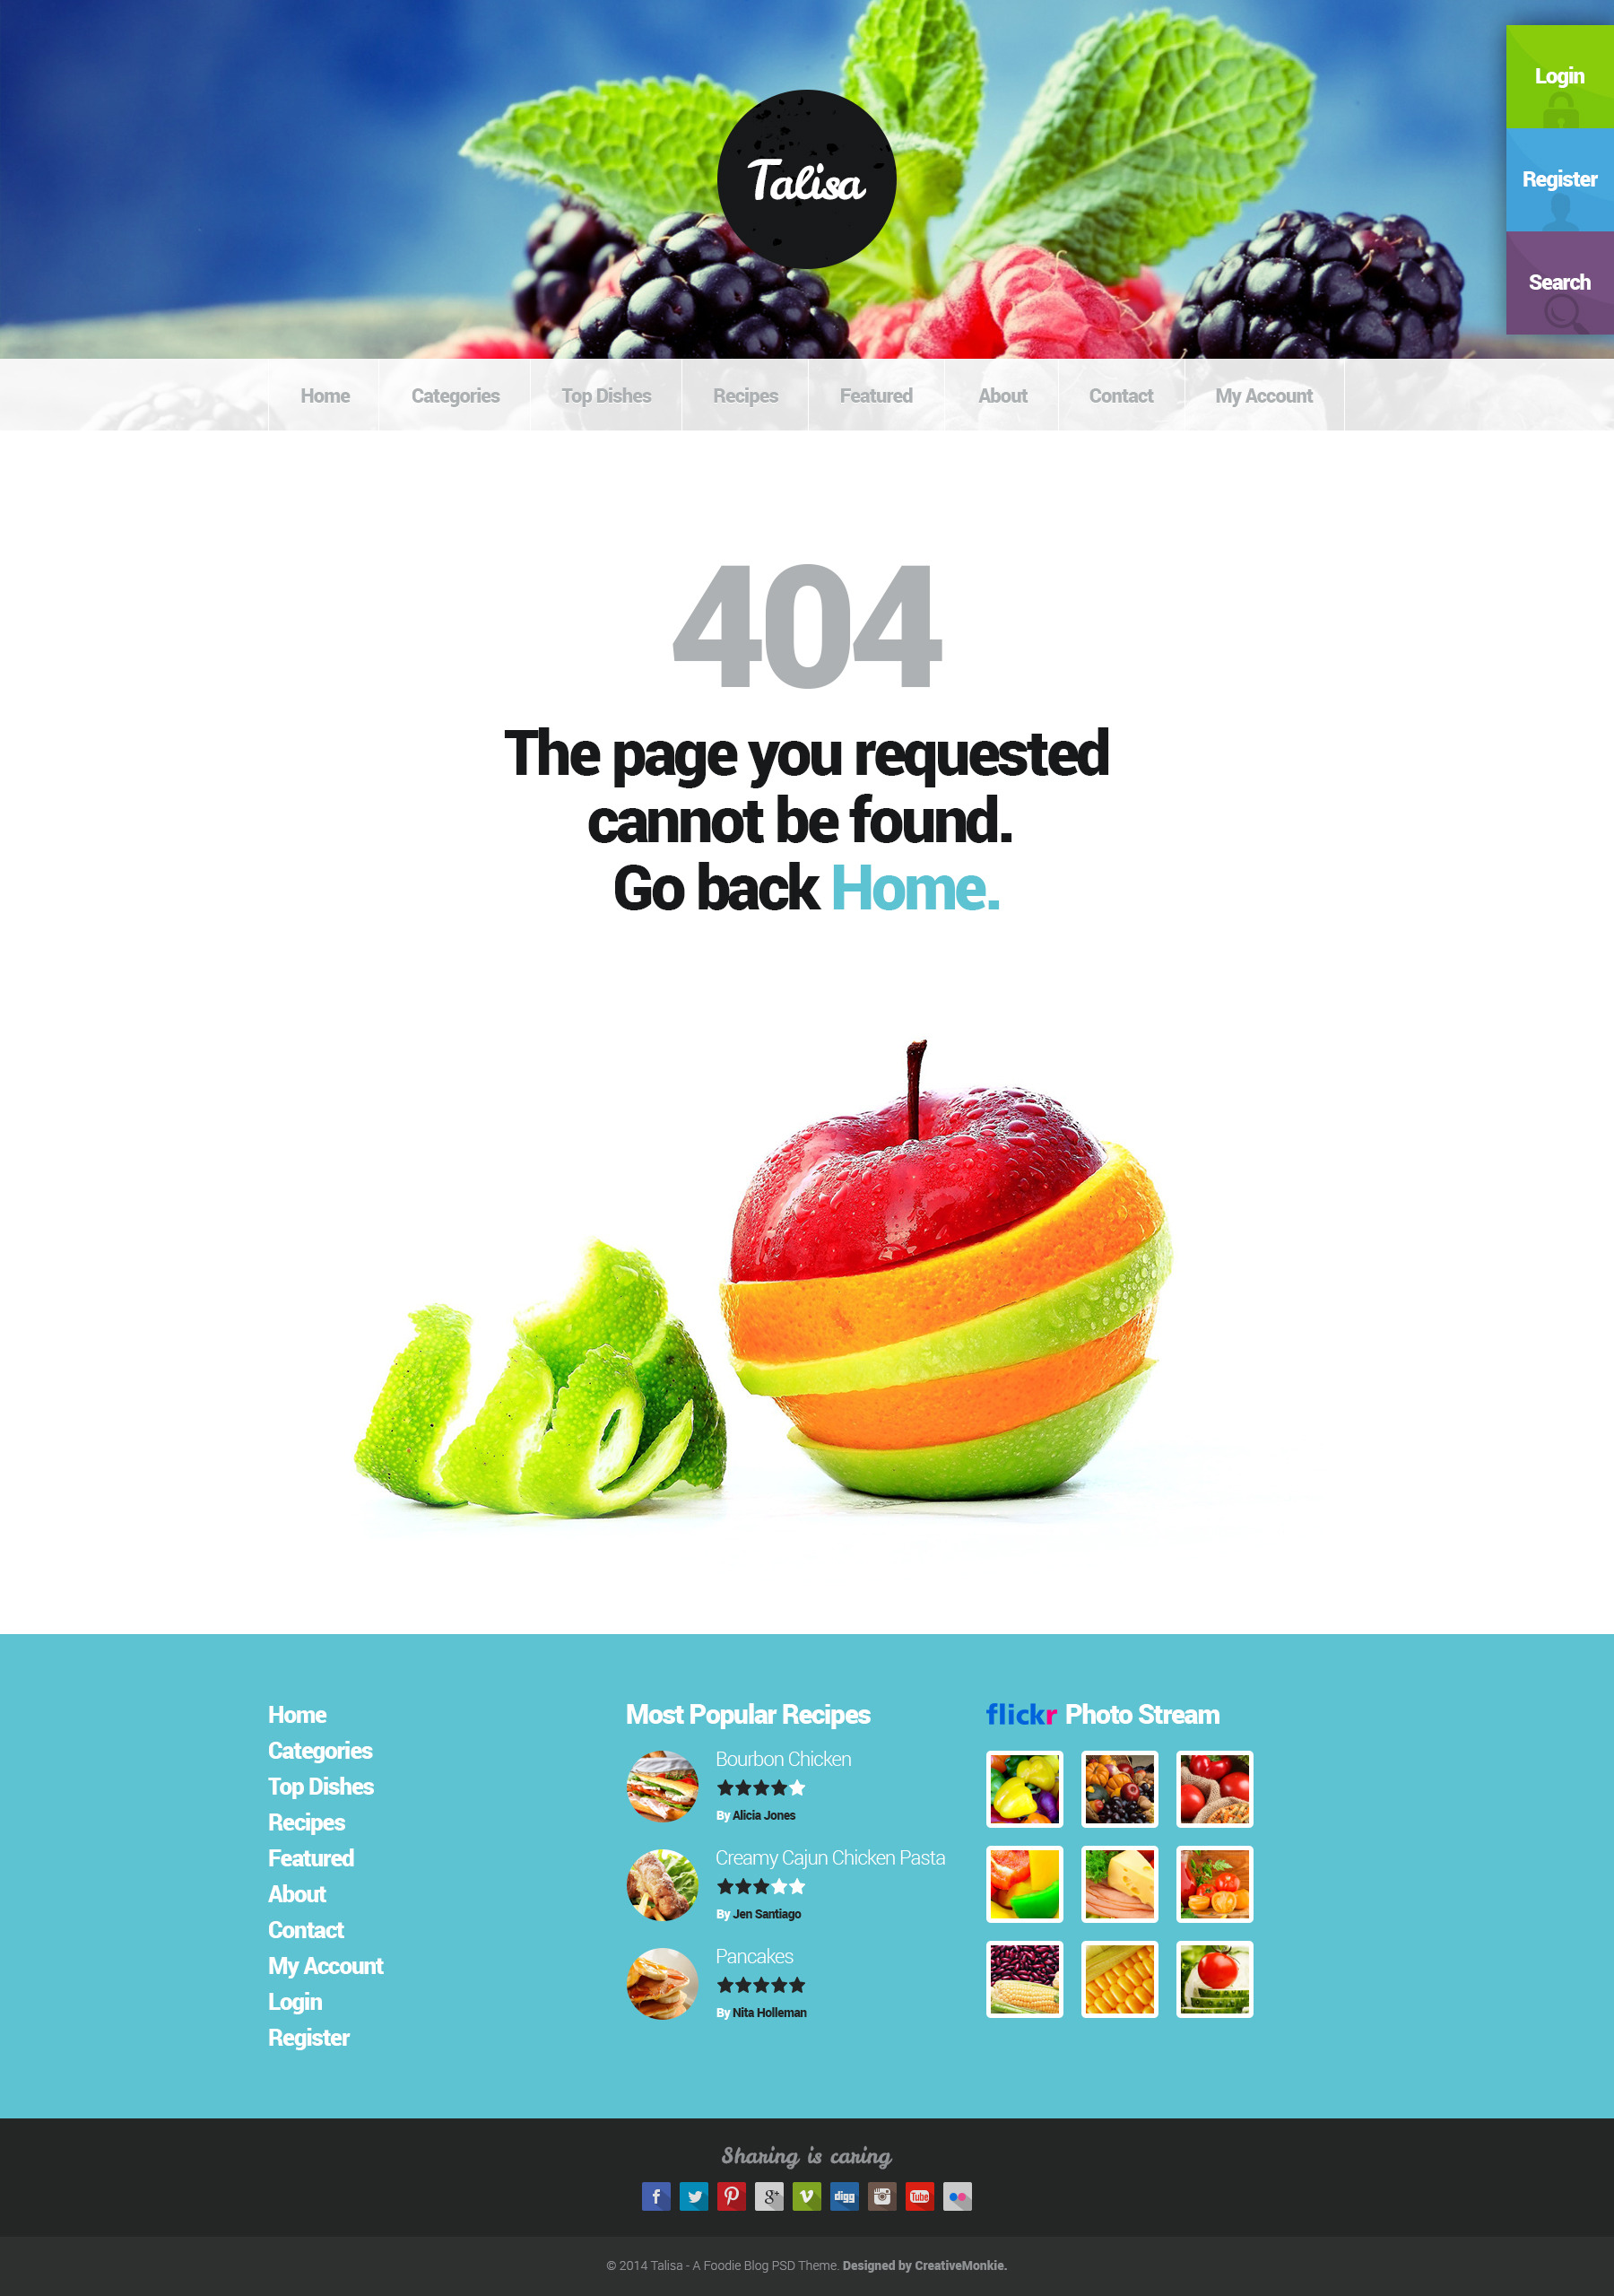 Talisa
Login
Register
Search
Home Categories Top Dishes Recipes Featured About Contact My Account
404
The page you requested
cannot be found.
Go back Home.
Home
Categories
Top Dishes
Recipes
Featured
About
Contact
My Account
Login
Register
Most Popular Recipes
Bourbon Chicken
By Alicia Jones
Creamy Cajun Chicken Pasta
By Jen Santiago
Pancakes
By Nita Holleman
flickr Photo Stream
Sharing is caring
f g+ v digg You Tube
© 2014 Talisa - A Foodie Blog PSD Theme. Designed by CreativeMonkie.